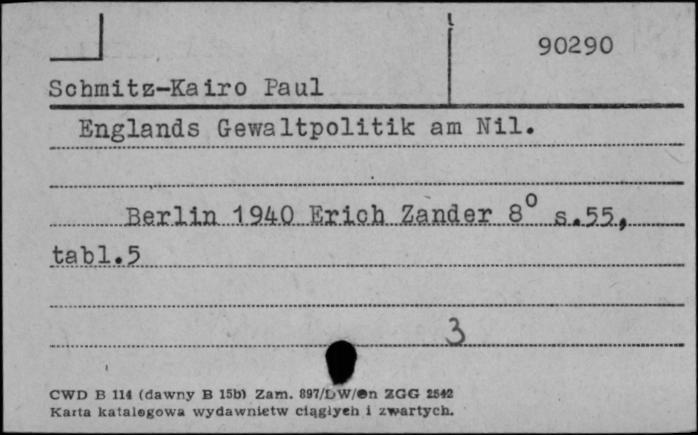 90290
Schmitz-Kairo Paul
Englands Gewaltpolitik am Nil.
Berlin 1940 Erich Zander 8° s.55,
tabl.5
3
CWD B 114 (dawny B 15b) Zam. 897/DW/en ZGG 2542
Karta katalogowa wydawnictw ciągłych i zwartych.